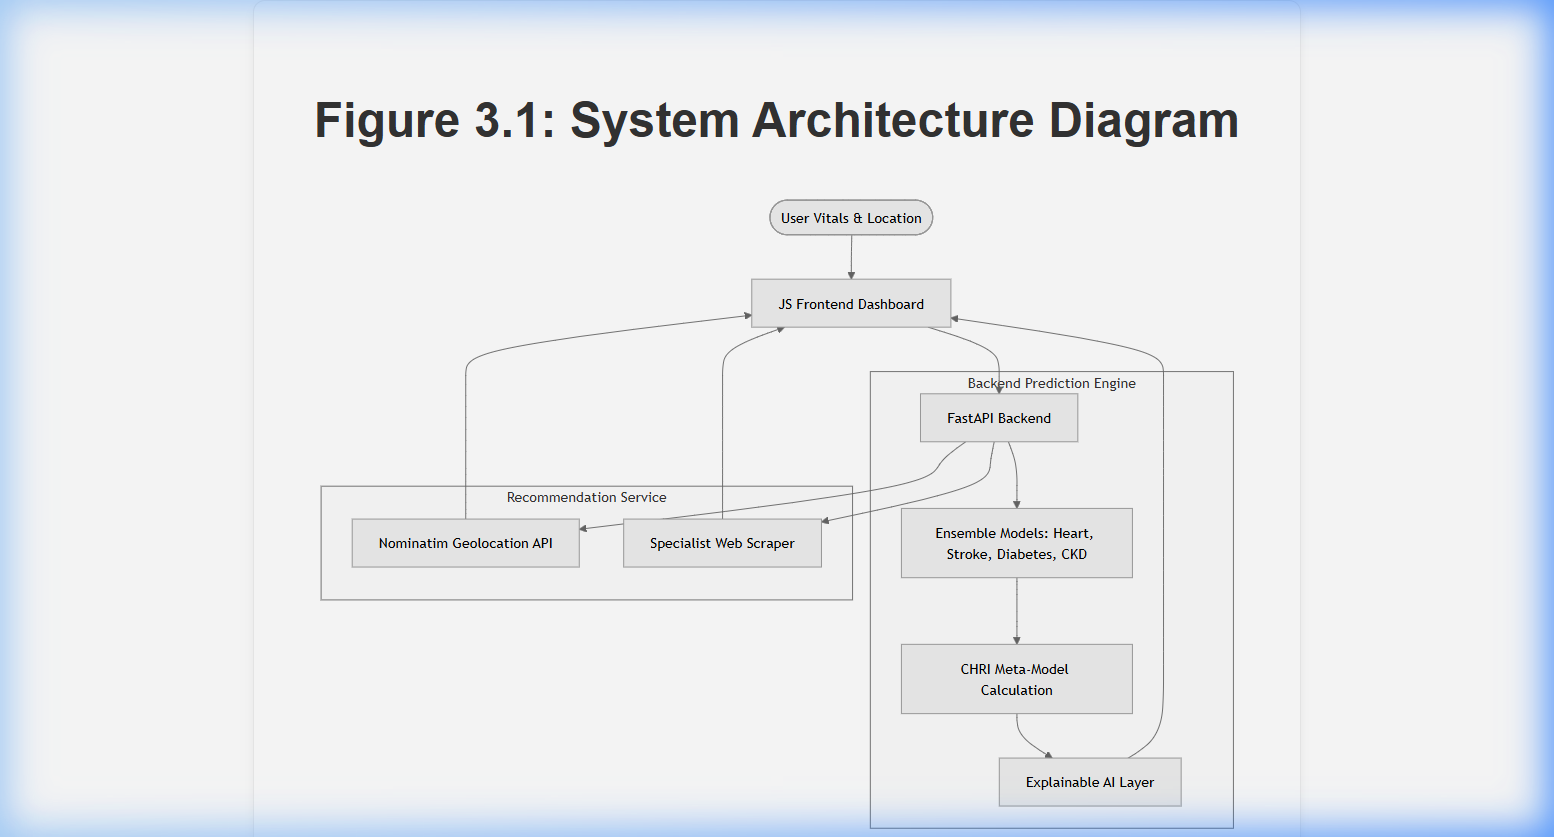 Figure 3.1: System Architecture Diagram
User Vitals & Location
JS Frontend Dashboard
Backend Prediction Engine
FastAPI Backend
Recommendation Service
Nominatim Geolocation API
Specialist Web Scraper
Ensemble Models: Heart,
Stroke, Diabetes, CKD
CHRI Meta-Model
Calculation
Explainable AI Layer